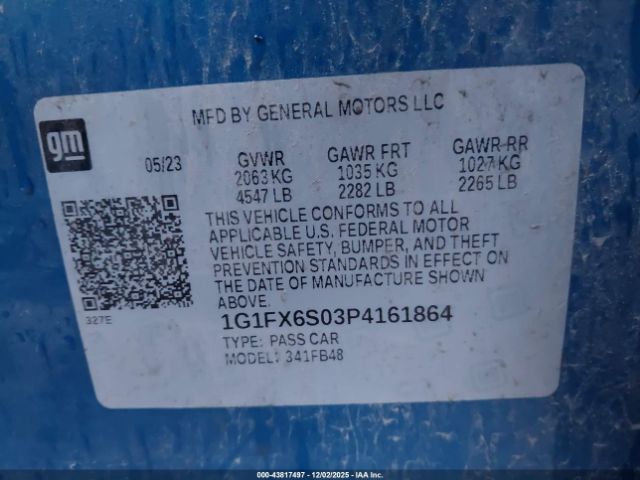 MFD BY GENERAL MOTORS LLC
gm
05/23 GVWR GAWR FRT GAWR RR
2063 KG 1035 KG 1027 KG
4547 LB 2282 LB 2265 LB
THIS VEHICLE CONFORMS TO ALL
APPLICABLE U.S. FEDERAL MOTOR
VEHICLE SAFETY, BUMPER, AND THEFT
PREVENTION STANDARDS IN EFFECT ON
THE DATE OF MANUFACTURE SHOWN
ABOVE.
327E
1G1FX6S03P4161864
TYPE: PASS CAR
MODEL: 341FB48
000-43817497 - 12/02/2025 - IAA Inc.